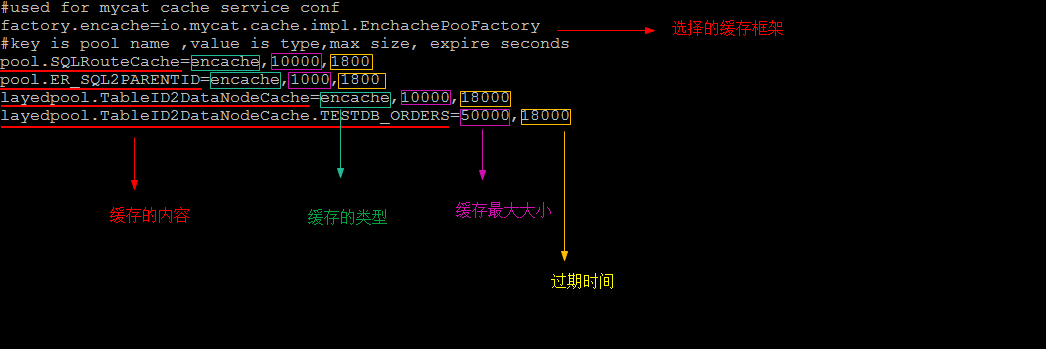 #used for mycat cache service conf
factory.encache=io.mycat.cache.impl.EnchachePooFactory
选择的缓存框架
#key is pool name ,value is type,max size, expire seconds
pool.SQLRouteCache=encache,10000,1800
pool.ER_SQL2PARENTID=encache,1000,1800
layedpool.TableID2DataNodeCache=encache,10000,18000
layedpool.TableID2DataNodeCache.TESTDB_ORDERS=50000,18000
缓存的内容
缓存的类型
缓存最大大小
过期时间